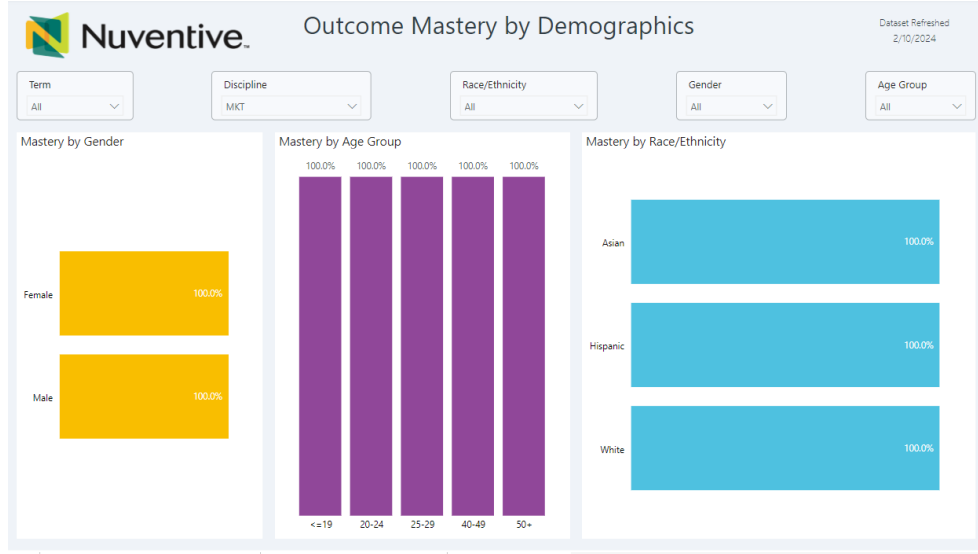 Nuventive™
Outcome Mastery by Demographics
Dataset Refreshed
2/10/2024
Term
All
Discipline
MKT
Race/Ethnicity
All
Gender
All
Age Group
All
Mastery by Gender
Female
100.0%
Male
100.0%
Mastery by Age Group
100.0% 100.0% 100.0% 100.0% 100.0%
<=19 20-24 25-29 40-49 50+
Mastery by Race/Ethnicity
Asian
100.0%
Hispanic
100.0%
White
100.0%